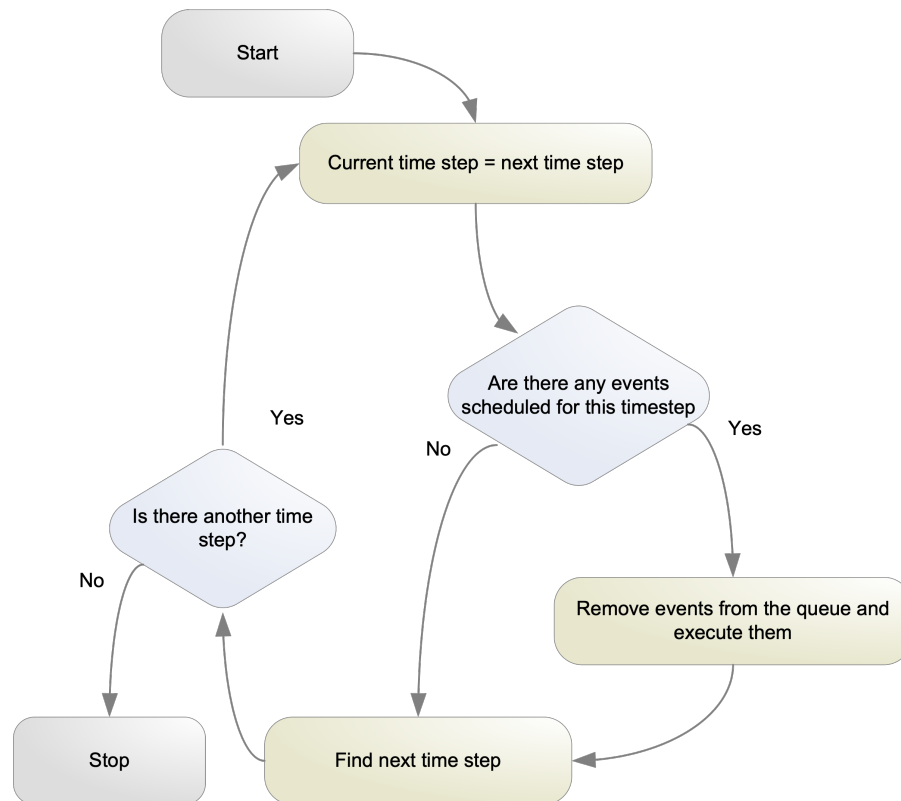 Start
Current time step = next time step
Are there any events
scheduled for this timestep
Yes
Yes
No
Is there another time
step?
No
Remove events from the queue and
execute them
Stop
Find next time step